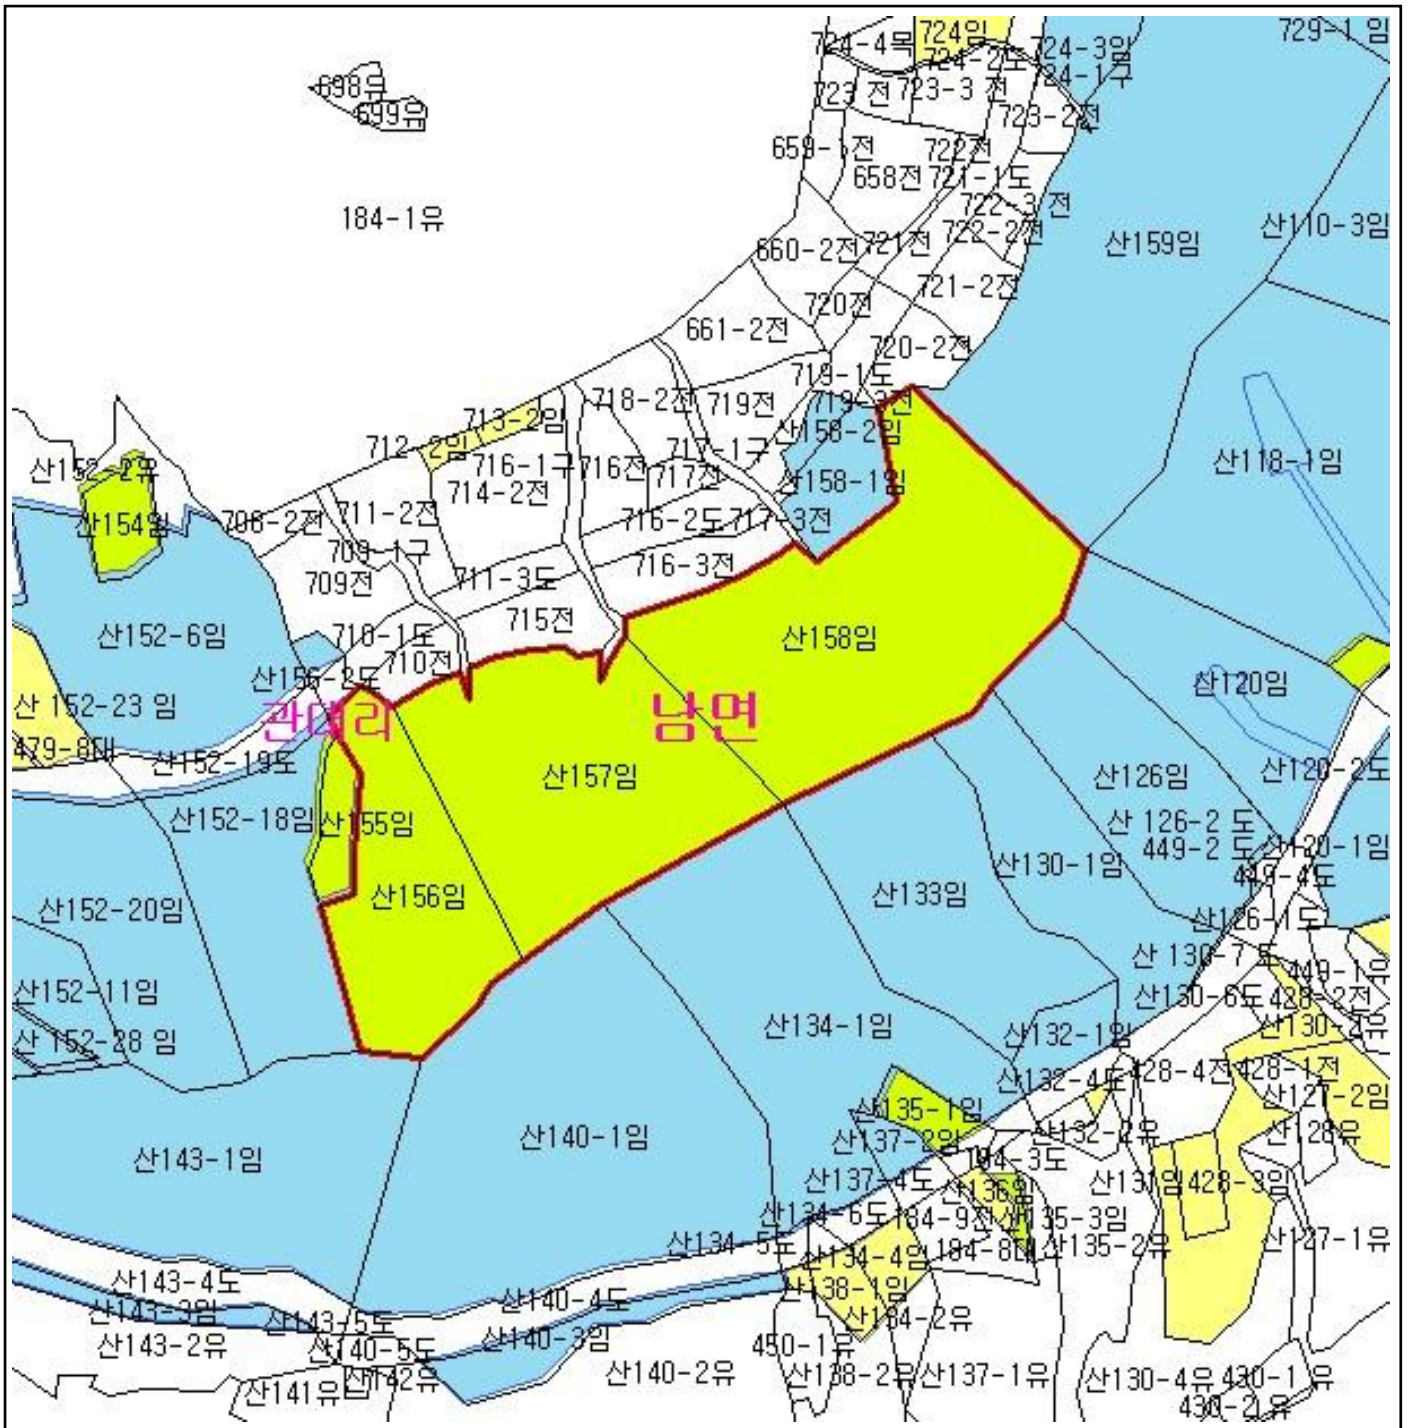 724-4목
724임
724-2도
724-3임
724-1구
729-1 임
698유
699유
723 전
723-3 전
723-2전
722전
658전
721-1도
722-3 전
184-1유
660-2전
721전
722-2전
산159임
산110-3임
721-2전
720전
661-2전
720-2전
719-1도
719-3전
718-2전
719전
713-2임
712-2임
산158-2임
717-1구
716-1구
716전
717전
산118-1임
산152-2유
714-2전
산158-1임
711-2전
716-2도
717-3전
산154임
709-1구
709전
711-3도
716-3전
715전
산152-6임
710-1도
710전
산158임
산156-2도
산120임
산 152-23 임
관대리
남면
479-8대
산152-19도
산157임
산126임
산120-2도
산152-18임
산155임
산 126-2 도
449-2 도
산120-1임
산130-1임
449-4도
산156임
산133임
산152-20임
산126-1도
산 130-7 도
449-1유
산152-11임
산130-6도
428-2전
산134-1임
산132-1임
산130-2유
산 152-28 임
산132-4도
428-4전
428-1전
산127-2임
산135-1임
산137-2임
산132-2유
산128유
산140-1임
산143-1임
산137-4도
산136임
산131임
428-3임
산134-6도
184-9전
산135-3임
산134-5도
산134-4임
184-8대
산135-2유
산127-1유
산143-4도
산138-1임
산143-3임
산140-4도
산143-5도
산143-2유
산140-5도
산140-3임
450-1유
산140-2유
산138-2유
산137-1유
산130-4유
430-1 유
산141유
산142유
430-2유